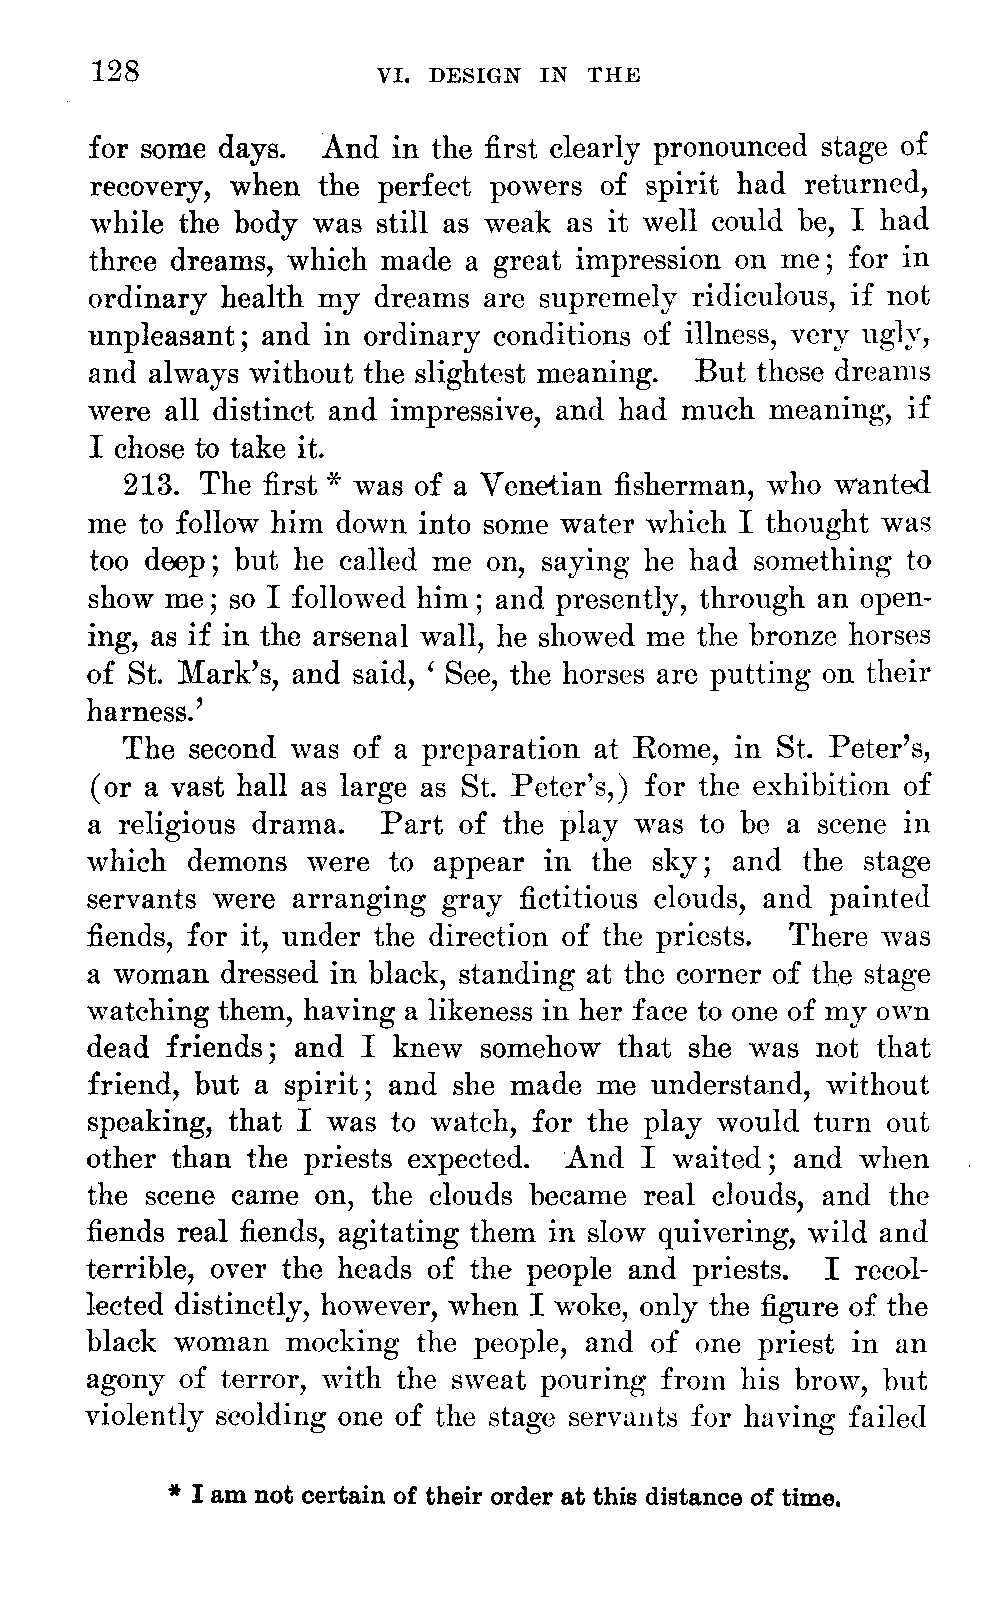 128
VI. DESIGN IN THE
for some days. And in the first clearly pronounced stage of
recovery, when the perfect powers of spirit had returned,
while the body was still as weak as it well could be, I had
three dreams, which made a great impression on me; for in
ordinary health my dreams are supremely ridiculous, if not
unpleasant; and in ordinary conditions of illness, very ugly,
and always without the slightest meaning. But these dreams
were all distinct and impressive, and had much meaning, if
I chose to take it.
213. The first * was of a Venetian fisherman, who wanted
me to follow him down into some water which I thought was
too deep; but he called me on, saying he had something to
show me; so I followed him; and presently, through an open-
ing, as if in the arsenal wall, he showed me the bronze horses
of St. Mark's, and said, ‘ See, the horses are putting on their
harness.’
The second was of a preparation at Rome, in St. Peter's,
(or a vast hall as large as St. Peter's,) for the exhibition of
a religious drama. Part of the play was to be a scene in
which demons were to appear in the sky; and the stage
servants were arranging gray fictitious clouds, and painted
fiends, for it, under the direction of the priests. There was
a woman dressed in black, standing at the corner of the stage
watching them, having a likeness in her face to one of my own
dead friends; and I knew somehow that she was not that
friend, but a spirit; and she made me understand, without
speaking, that I was to watch, for the play would turn out
other than the priests expected. And I waited; and when
the scene came on, the clouds became real clouds, and the
fiends real fiends, agitating them in slow quivering, wild and
terrible, over the heads of the people and priests. I recol-
lected distinctly, however, when I woke, only the figure of the
black woman mocking the people, and of one priest in an
agony of terror, with the sweat pouring from his brow, but
violently scolding one of the stage servants for having failed
* I am not certain of their order at this distance of time.